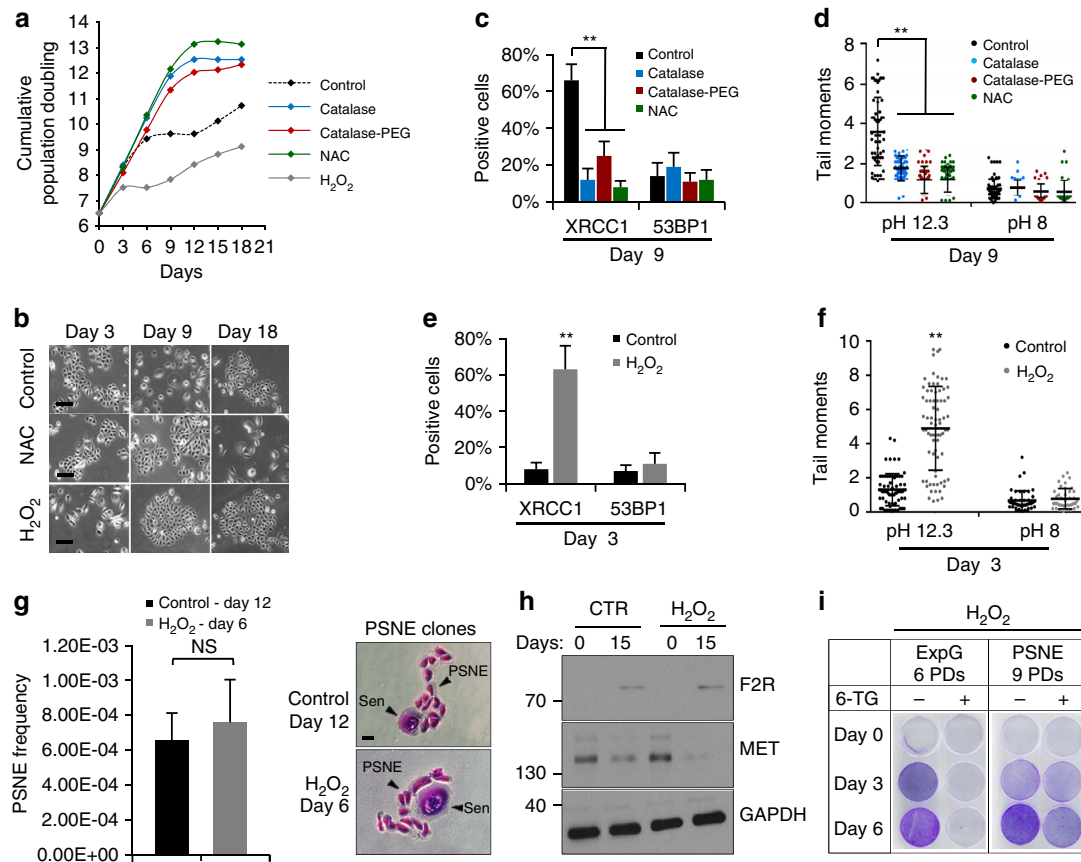 a
Cumulative
population doubling
14
13
12
11
10
9
8
7
6
0 3 6 9 12 15 18 21
Days
Control
Catalase
Catalase-PEG
NAC
H2O2
b
Day 3 Day 9 Day 18
Control
NAC
H2O2
c
Positive cells
80%
60%
40%
20%
0%
**
Control
Catalase
Catalase-PEG
NAC
XRCC1 53BP1
Day 9
d
Tail moments
8
6
4
2
0
**
Control
Catalase
Catalase-PEG
NAC
pH 12.3 pH 8
Day 9
e
Positive cells
80%
60%
40%
20%
0%
**
Control
H2O2
XRCC1 53BP1
Day 3
f
Tail moments
10
8
6
4
2
0
**
Control
H2O2
pH 12.3 pH 8
Day 3
g
Control - day 12
H2O2 - day 6
PSNE frequency
1.20E-03
1.00E-03
8.00E-04
6.00E-04
4.00E-04
2.00E-04
0.00E+00
NS
PSNE clones
Control
Day 12
PSNE
Sen
H2O2
Day 6
PSNE
Sen
h
CTR H2O2
Days: 0 15 0 15
70
130
40
F2R
MET
GAPDH
i
H2O2
ExpG
6 PDs
PSNE
9 PDs
6-TG − + − +
Day 0
Day 3
Day 6